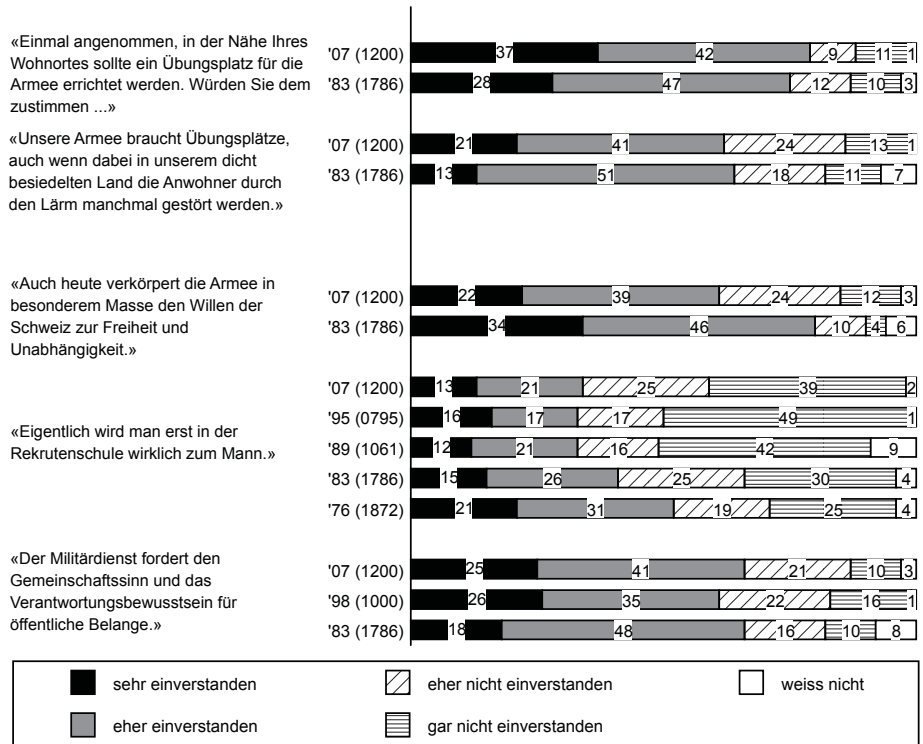 «Einmal angenommen, in der Nähe Ihres
Wohnortes sollte ein Übungsplatz für die
Armee errichtet werden. Würden Sie dem
zustimmen ...»
'07 (1200) 37 42 9 11 1
'83 (1786) 28 47 12 10 3
«Unsere Armee braucht Übungsplätze,
auch wenn dabei in unserem dicht
besiedelten Land die Anwohner durch
den Lärm manchmal gestört werden.»
'07 (1200) 21 41 24 13 1
'83 (1786) 13 51 18 11 7
«Auch heute verkörpert die Armee in
besonderem Masse den Willen der
Schweiz zur Freiheit und
Unabhängigkeit.»
'07 (1200) 22 39 24 12 3
'83 (1786) 34 46 10 4 6
«Eigentlich wird man erst in der
Rekrutenschule wirklich zum Mann.»
'07 (1200) 13 21 25 39 2
'95 (0795) 16 17 17 49 1
'89 (1061) 12 21 16 42 9
'83 (1786) 15 26 25 30 4
'76 (1872) 21 31 19 25 4
«Der Militärdienst fordert den
Gemeinschaftssinn und das
Verantwortungsbewusstsein für
öffentliche Belange.»
'07 (1200) 25 41 21 10 3
'98 (1000) 26 35 22 16 1
'83 (1786) 18 48 16 10 8
sehr einverstanden
eher nicht einverstanden
weiss nicht
eher einverstanden
gar nicht einverstanden